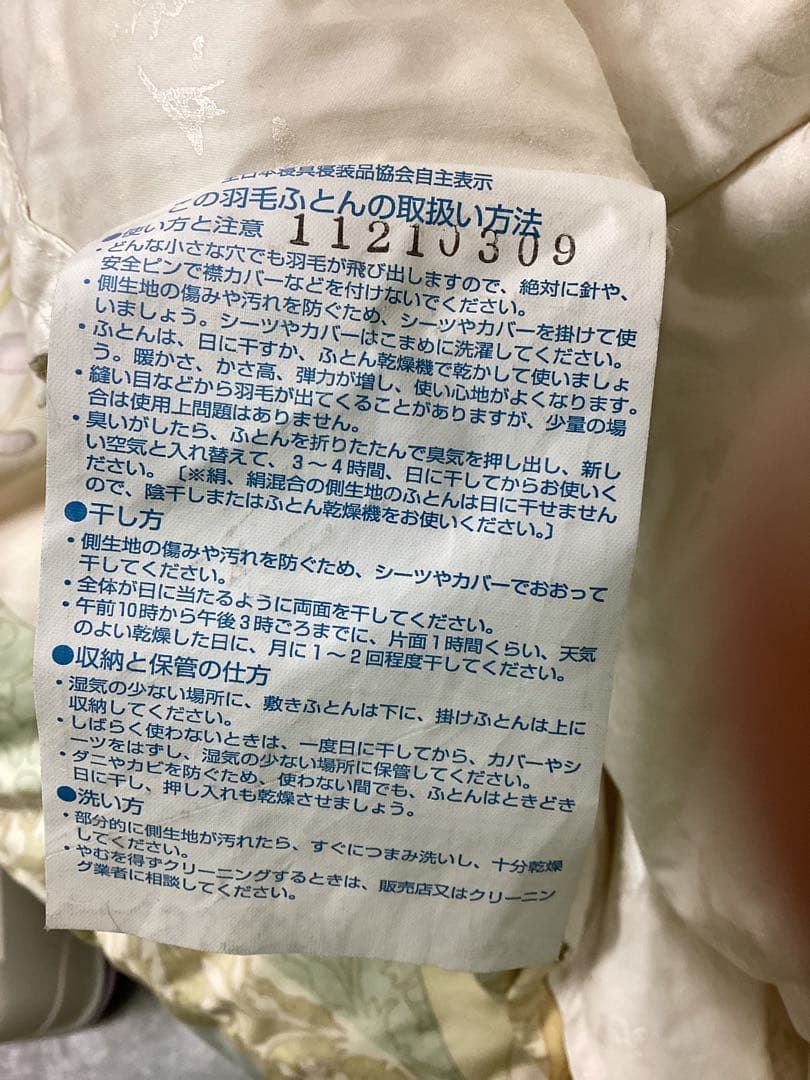 日本寝具寝装品協会自主表示
この羽毛ふとんの取扱い方法
●使い方と注意
11210309
・どんな小さな穴でも羽毛が飛び出しますので、絶対に針や、
安全ピンで襟カバーなどを付けないでください。
・側生地の傷みや汚れを防ぐため、シーツやカバーを掛けて使
いましょう。シーツやカバーはこまめに洗濯してください。
・ふとんは、日に干すか、ふとん乾燥機で乾かして使いましょ
う。暖かさ、かさ高、弾力が増し、使い心地がよくなります。
・縫い目などから羽毛が出てくることがありますが、少量の場
合は使用上問題はありません。
・臭いがしたら、ふとんを折りたたんで臭気を押し出し、新し
い空気と入れ替えて、3～4時間、日に干してからお使いく
ださい。〔※絹、絹混合の側生地のふとんは日に干せません
ので、陰干しまたはふとん乾燥機をお使いください。〕
●干し方
・側生地の傷みや汚れを防ぐため、シーツやカバーでおおって
干してください。
・全体が日に当たるように両面を干してください。
・午前10時から午後3時ごろまでに、片面1時間くらい、天気
のよい乾燥した日に、月に1～2回程度干してください。
●収納と保管の仕方
・湿気の少ない場所に、敷きふとんは下に、掛けふとんは上に
収納してください。
・しばらく使わないときは、一度日に干してから、カバーやシ
ーツをはずし、湿気の少ない場所に保管してください。
・ダニやカビを防ぐため、使わない間でも、ふとんはときどき
日に干し、押し入れも乾燥させましょう。
●洗い方
・部分的に側生地が汚れたら、すぐにつまみ洗いし、十分乾燥
してください。
・やむを得ずクリーニングするときは、販売店又はクリーニン
グ業者に相談してください。